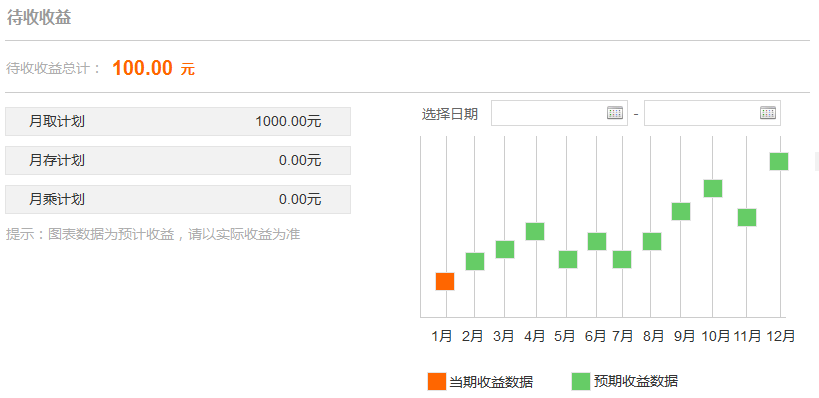 待收收益
待收收益总计： 100.00 元
月取计划 1000.00元
月存计划 0.00元
月乘计划 0.00元
提示：图表数据为预计收益，请以实际收益为准
选择日期 -
1月 2月 3月 4月 5月 6月 7月 8月 9月 10月 11月 12月
当期收益数据 预期收益数据